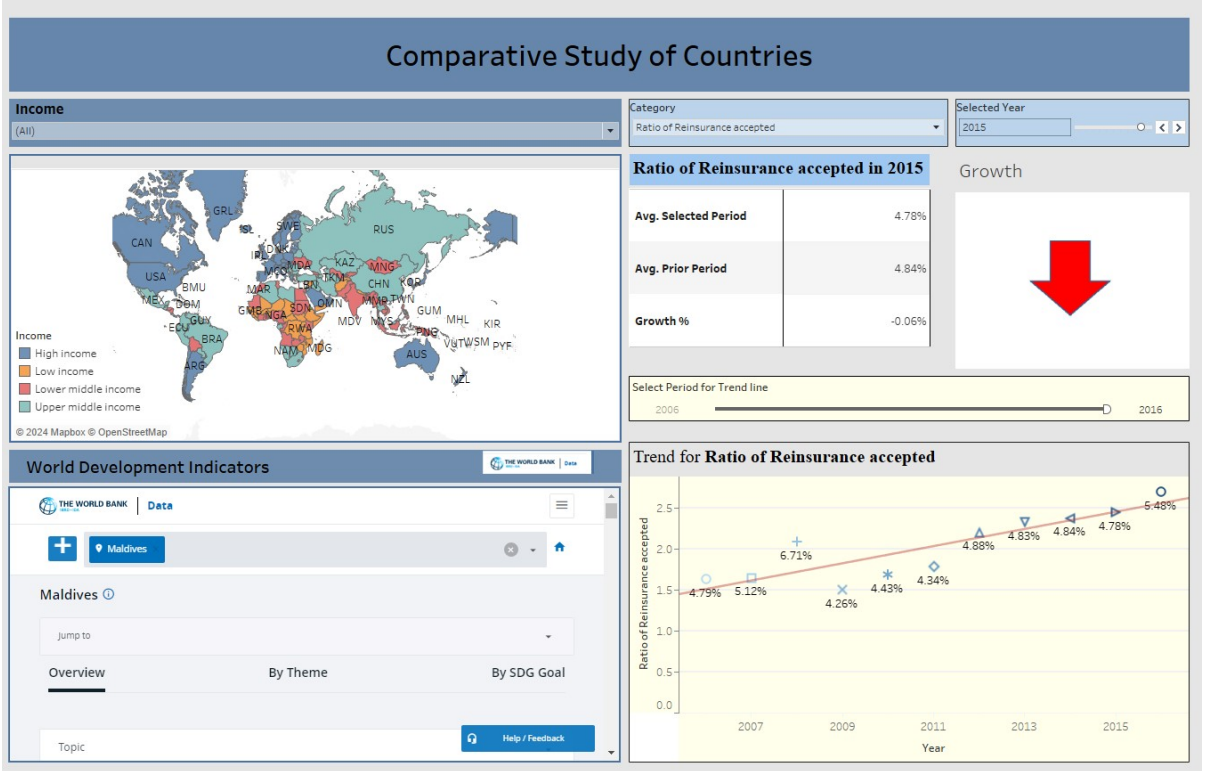 Comparative Study of Countries
Income
(All)
Category
Ratio of Reinsurance accepted
Selected Year
2015
GRL
ISL
SWE
RUS
CAN
DNK
IRL
MCO
MDA
KAZ
MNG
USA
BMU
MAR
LBN
TKM
CHN
KOR
MEX
DOM
GMB
NGA
SDN
OMN
MMR
TWN
GUM
MHL
KIR
ECU
GUY
BRA
RWA
MDV
MYS
PNG
VUT
WSM
PYF
NAM
MDG
ARG
AUS
NZL
Income
High income
Low income
Lower middle income
Upper middle income
© 2024 Mapbox © OpenStreetMap
Ratio of Reinsurance accepted in 2015
Avg. Selected Period 4.78%
Avg. Prior Period 4.84%
Growth % -0.06%
Growth
Select Period for Trend line
2006 2016
World Development Indicators
THE WORLD BANK Data
THE WORLD BANK Data
Maldives
Maldives
Jump to
Overview By Theme By SDG Goal
Topic
Help / Feedback
Trend for Ratio of Reinsurance accepted
Ratio of Reinsurance accepted
2.5
2.0
1.5
1.0
0.5
0.0
4.79%
5.12%
6.71%
4.26%
4.43%
4.34%
4.88%
4.83%
4.84%
4.78%
5.48%
2007 2009 2011 2013 2015
Year